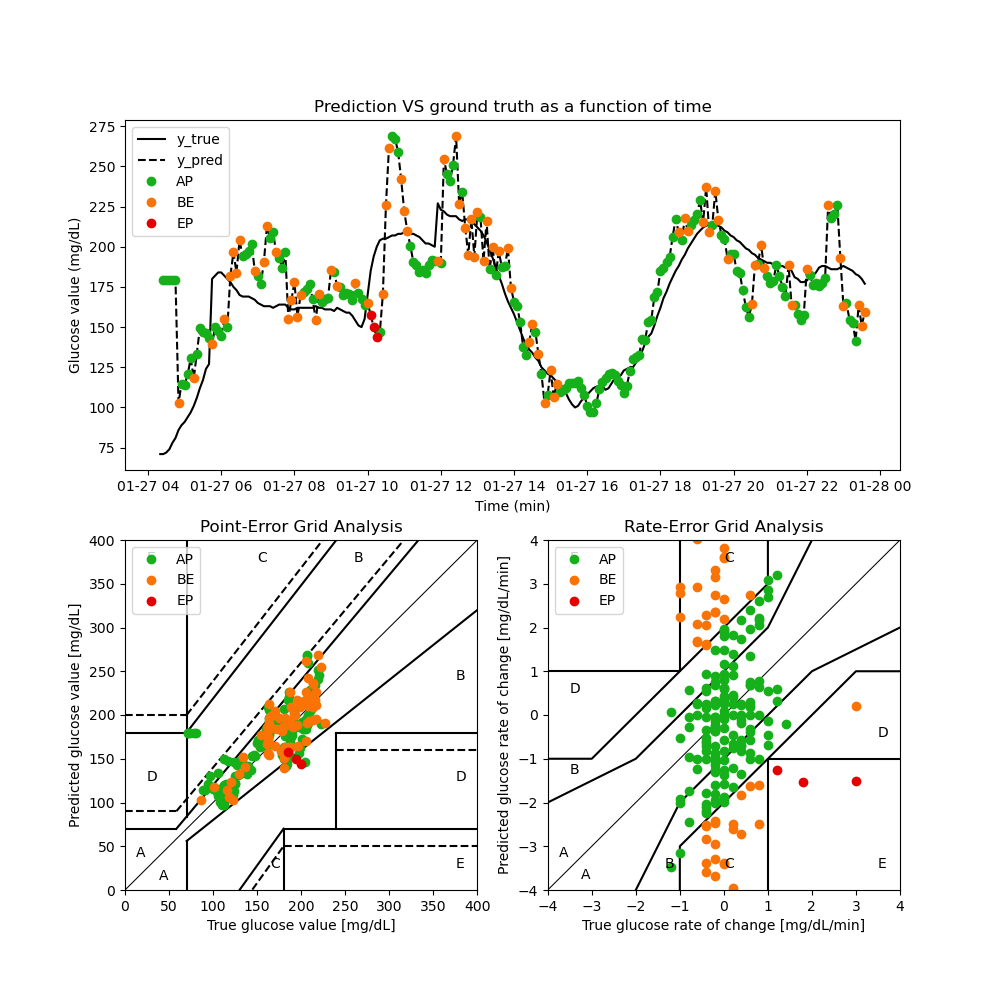 Prediction VS ground truth as a function of time
Glucose value (mg/dL)
275
250
225
200
175
150
125
100
75
y_true
y_pred
AP
BE
EP
01-27 04 01-27 06 01-27 08 01-27 10 01-27 12 01-27 14 01-27 16 01-27 18 01-27 20 01-27 22 01-28 00
Time (min)
Point-Error Grid Analysis
Predicted glucose value [mg/dL]
400
350
300
250
200
150
100
50
0
AP
BE
EP
C
B
B
D
D
A
A
C
E
0 50 100 150 200 250 300 350 400
True glucose value [mg/dL]
Rate-Error Grid Analysis
Predicted glucose rate of change [mg/dL/min]
4
3
2
1
0
−1
−2
−3
−4
AP
BE
EP
C
D
D
B
A
A
B
C
E
−4 −3 −2 −1 0 1 2 3 4
True glucose rate of change [mg/dL/min]